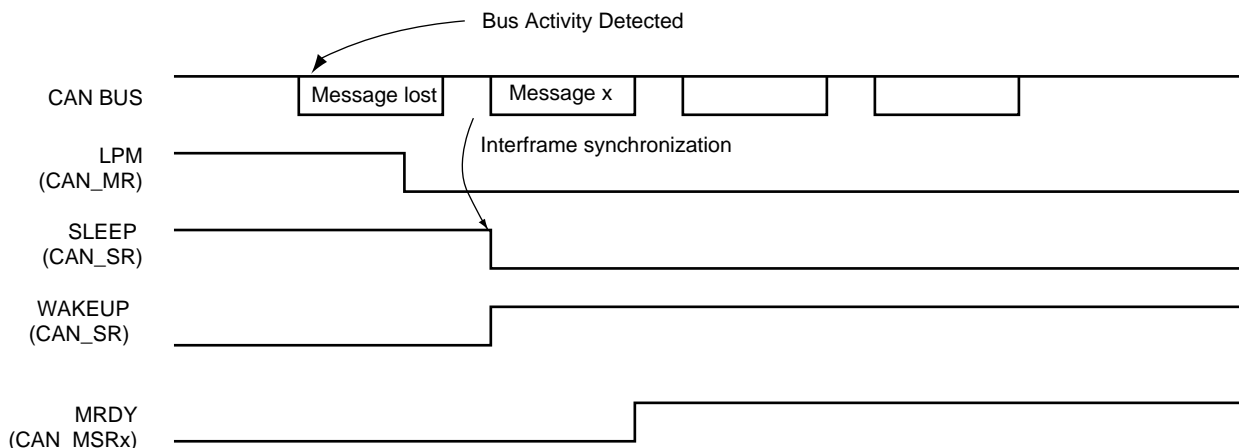 Bus Activity Detected
CAN BUS
Message lost
Message x
Interframe synchronization
LPM
(CAN_MR)
SLEEP
(CAN_SR)
WAKEUP
(CAN_SR)
MRDY
(CAN_MSRx)